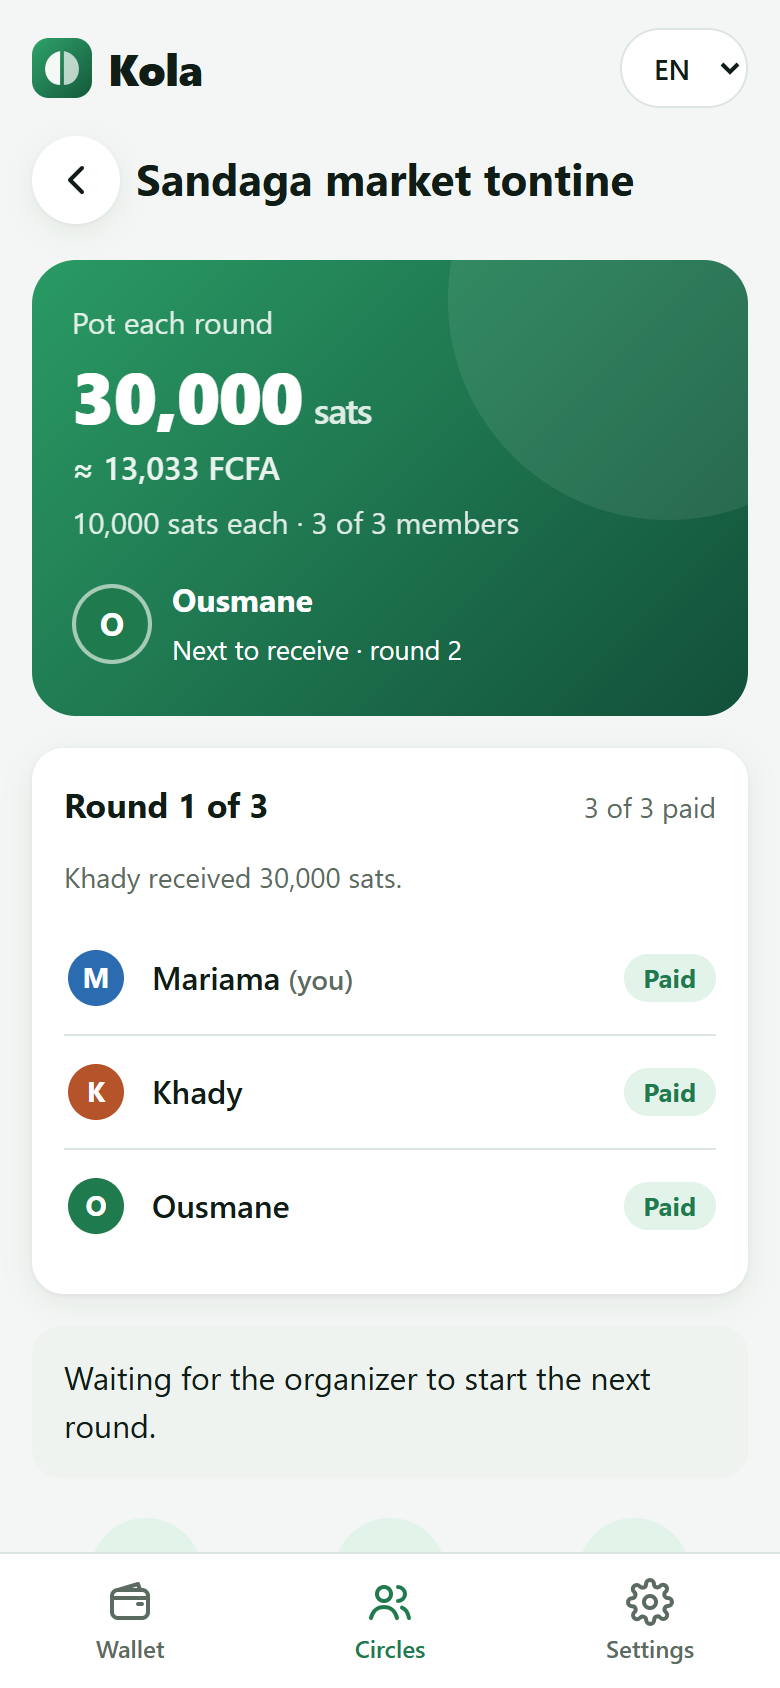 Kola
EN
Sandaga market tontine
Pot each round
30,000 sats
≈ 13,033 FCFA
10,000 sats each · 3 of 3 members
O
Ousmane
Next to receive · round 2
Round 1 of 3
3 of 3 paid
Khady received 30,000 sats.
M Mariama (you) Paid
K Khady Paid
O Ousmane Paid
Waiting for the organizer to start the next
round.
Wallet
Circles
Settings